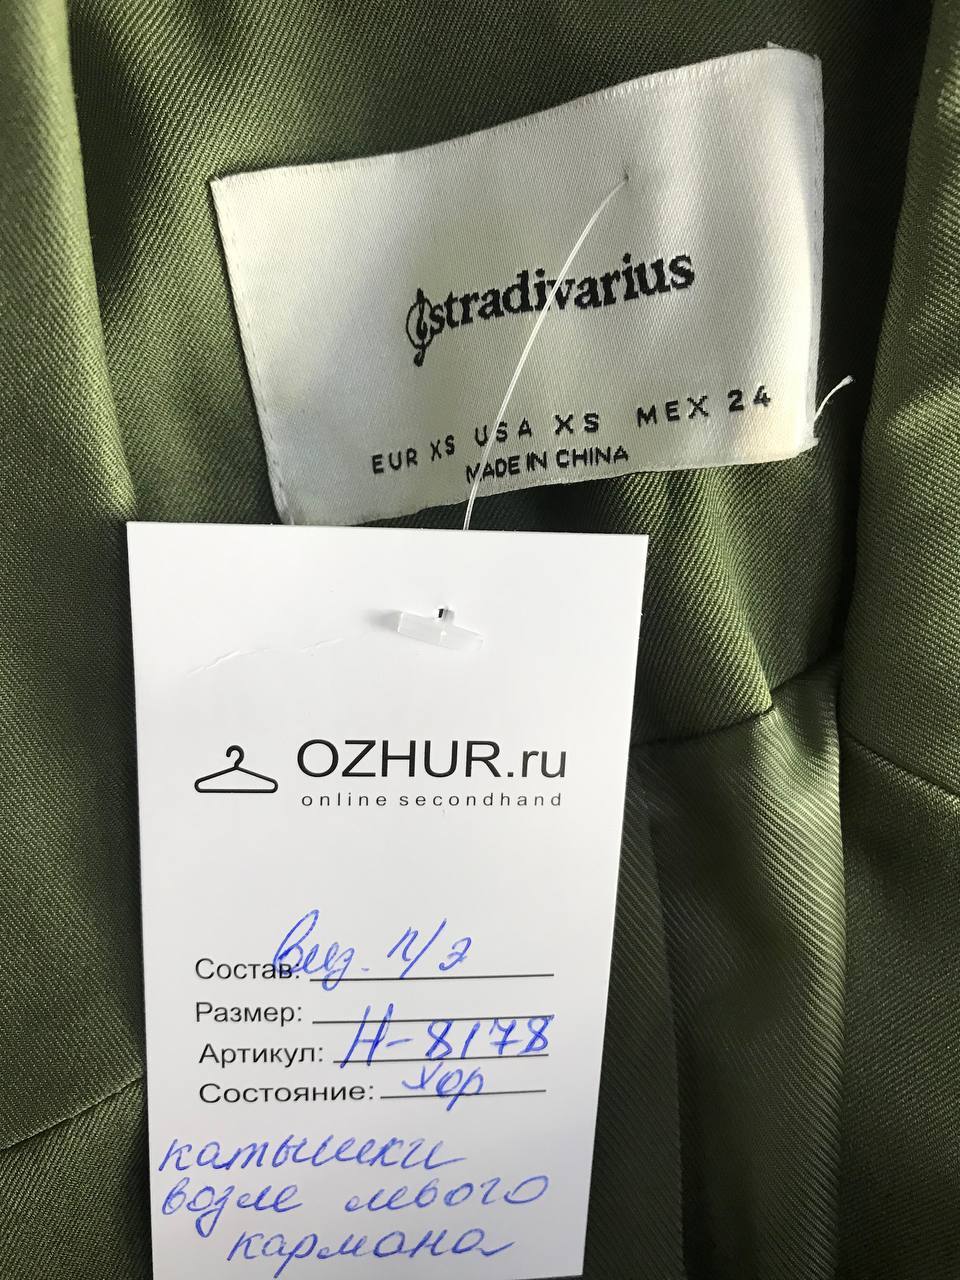 stradivarius
EUR XS USA XS MEX 24
MADE IN CHINA
OZHUR.ru
online secondhand
Состав: виз. п/э
Размер:
Артикул: Н-8178
Состояние: хор
катышки
возле левого
кармана